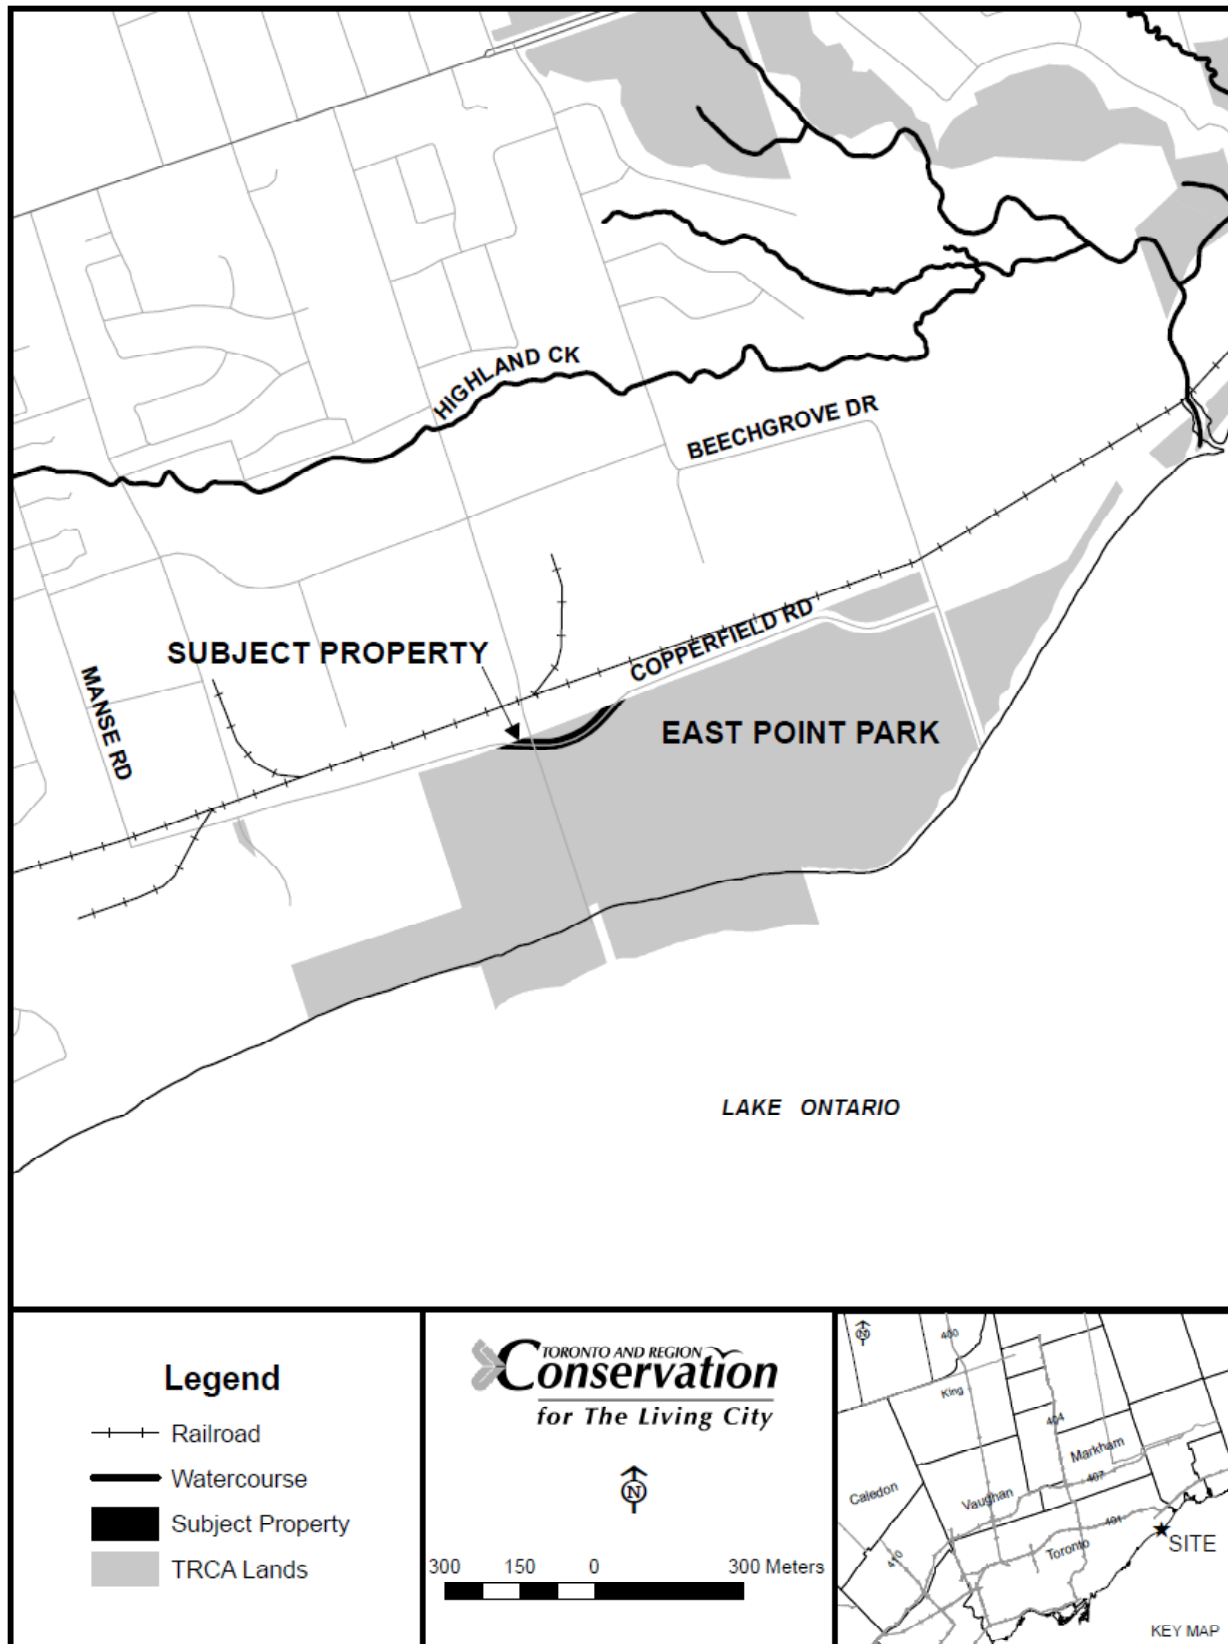 HIGHLAND CK
BEECHGROVE DR
COPPERFIELD RD
SUBJECT PROPERTY
MANSE RD
EAST POINT PARK
LAKE ONTARIO
Legend
Railroad
Watercourse
Subject Property
TRCA Lands
TORONTO AND REGION
Conservation
for The Living City
N
300 150 0 300 Meters
N
400
King
404
Markham
407
Caledon
Vaughan
401
410
Toronto
SITE
KEY MAP